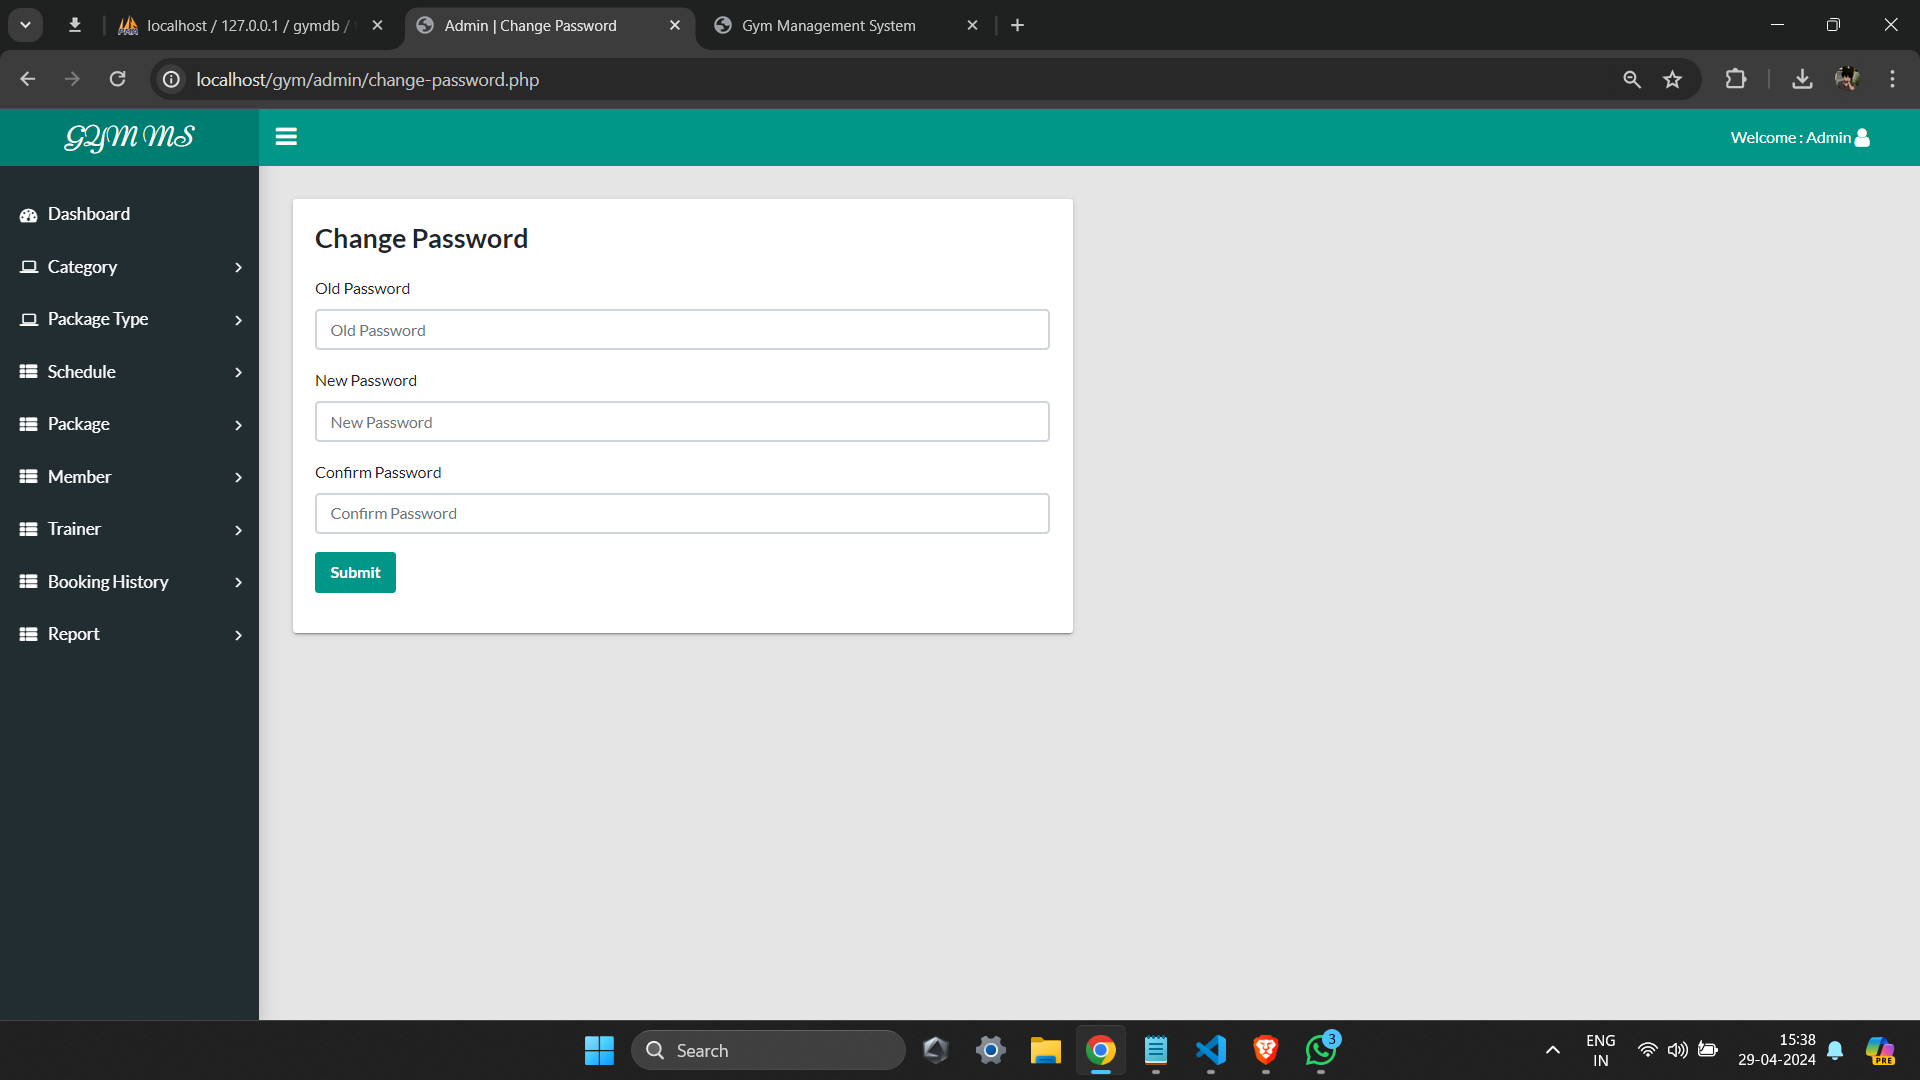 localhost / 127.0.0.1 / gymdb /
Admin | Change Password
Gym Management System
localhost/gym/admin/change-password.php
GYM MS
Welcome : Admin
Dashboard
Category
Package Type
Schedule
Package
Member
Trainer
Booking History
Report
Change Password
Old Password
Old Password
New Password
New Password
Confirm Password
Confirm Password
Submit
Search
3
ENG
IN
15:38
29-04-2024
PRE